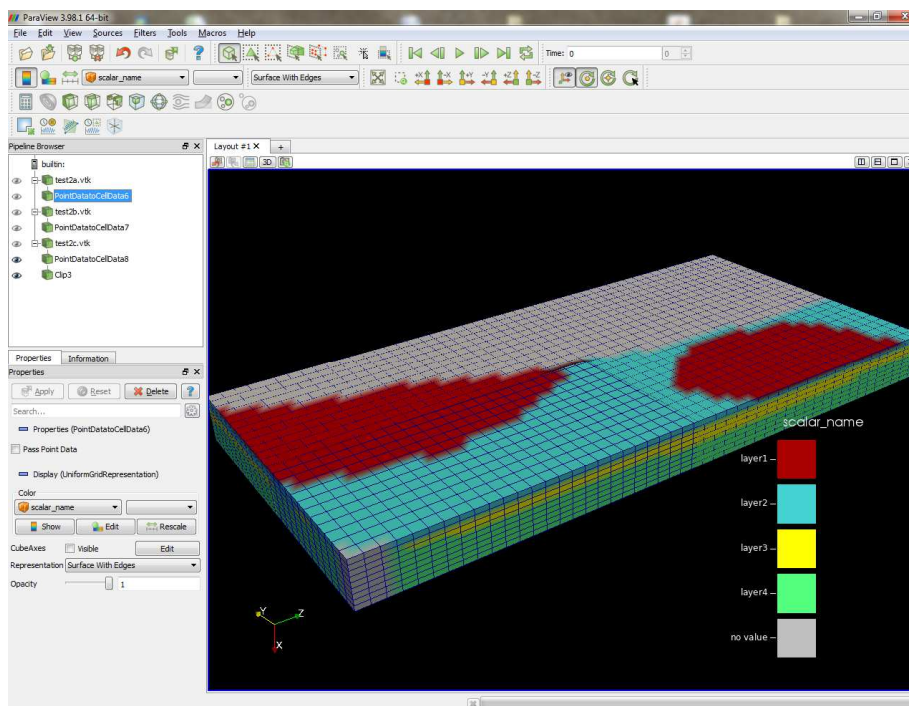 ParaView 3.98.1 64-bit
File Edit View Sources Filters Tools Macros Help
Time: 0 0
scalar_name Surface With Edges
3D
Pipeline Browser
Layout #1 X +
builtin:
test2a.vtk
PointDatatoCellData6
test2b.vtk
PointDatatoCellData7
test2c.vtk
PointDatatoCellData8
Clip3
Properties Information
Properties
Apply Reset Delete ?
Search...
Properties (PointDatatoCellData6)
Pass Point Data
Display (UniformGridRepresentation)
Color
scalar_name
Show Edit Rescale
CubeAxes Visible Edit
Representation Surface With Edges
Opacity 1
scalar_name
layer1
layer2
layer3
layer4
no value
Y Z
X